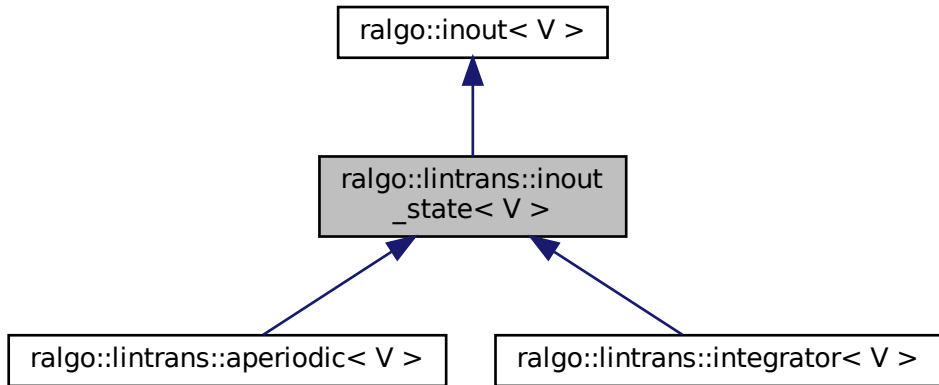 ralgo::inout< V >
ralgo::lintrans::inout
_state< V >
ralgo::lintrans::aperiodic< V >
ralgo::lintrans::integrator< V >